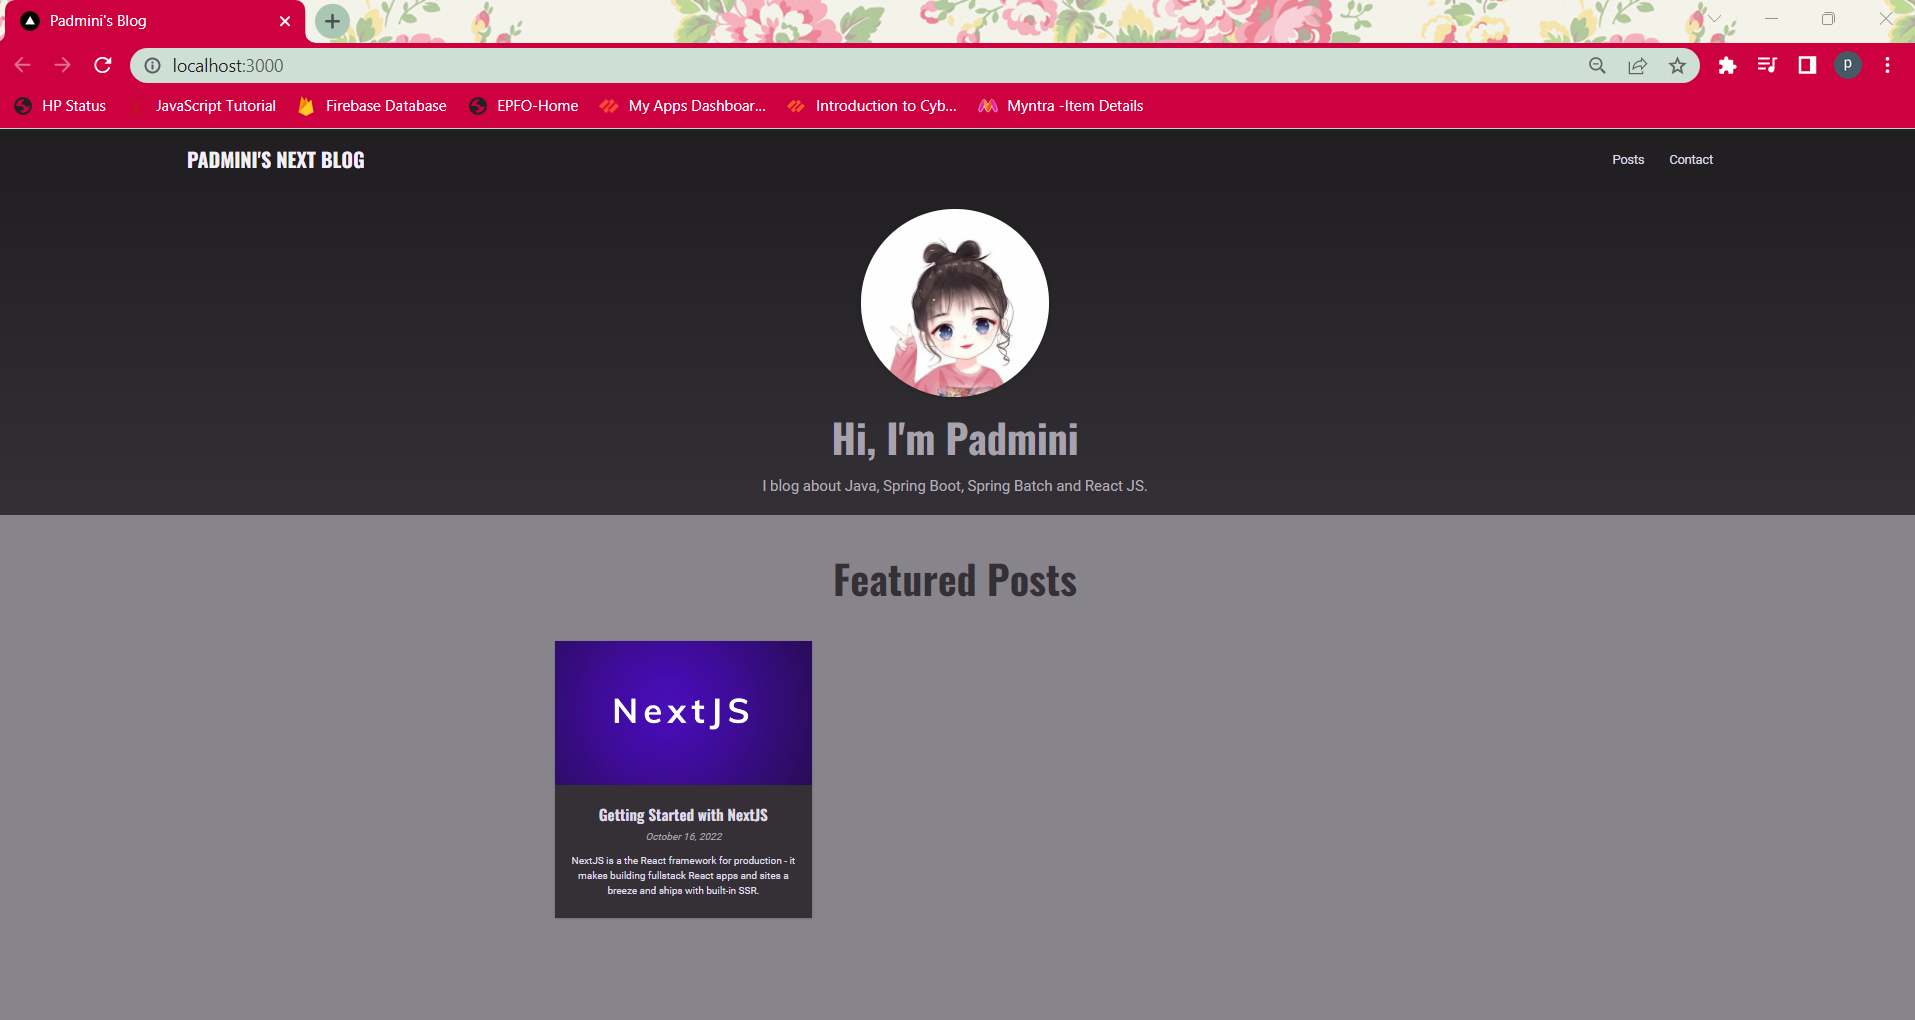 Padmini's Blog
localhost:3000
p
HP Status
JavaScript Tutorial
Firebase Database
EPFO-Home
My Apps Dashboar...
Introduction to Cyb...
Myntra -Item Details
PADMINI'S NEXT BLOG
Posts
Contact
Hi, I'm Padmini
I blog about Java, Spring Boot, Spring Batch and React JS.
Featured Posts
NextJS
Getting Started with NextJS
October 16, 2022
NextJS is a the React framework for production - it
makes building fullstack React apps and sites a
breeze and ships with built-in SSR.